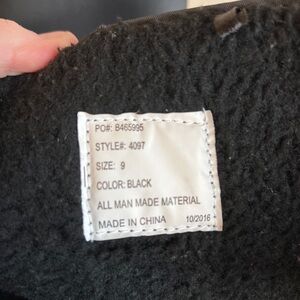 PO#: B465995
STYLE#: 4097
SIZE: 9
COLOR: BLACK
ALL MAN MADE MATERIAL
MADE IN CHINA 10/2016